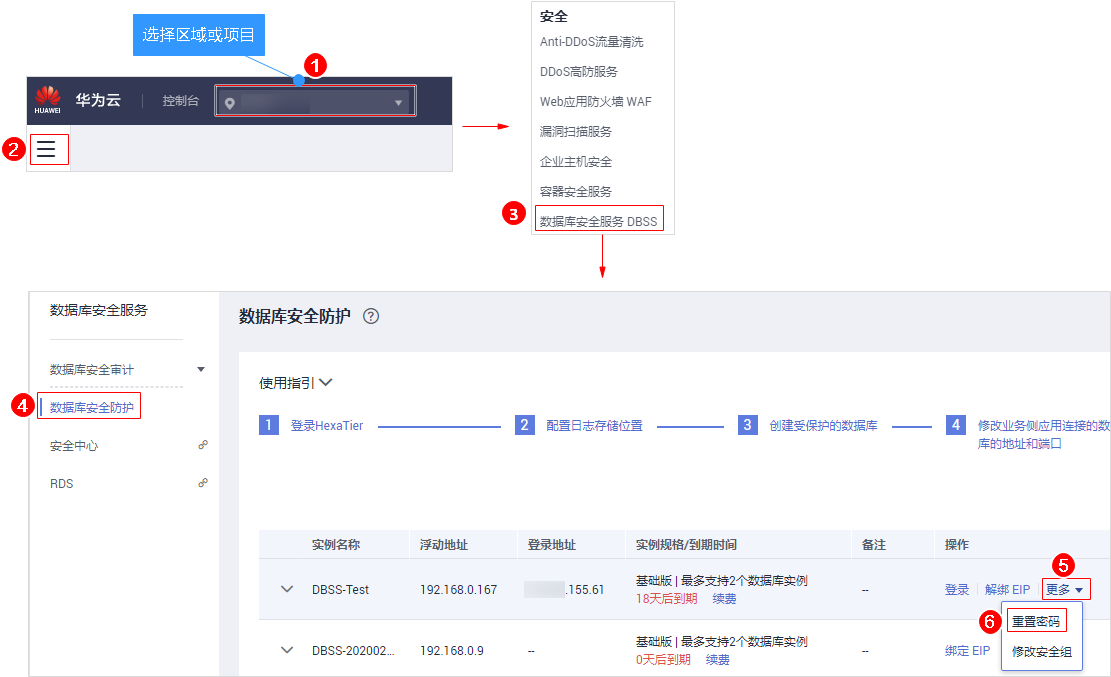 选择区域或项目
1
HUAWEI
华为云
控制台
2
安全
Anti-DDoS流量清洗
DDoS高防服务
Web应用防火墙 WAF
漏洞扫描服务
企业主机安全
容器安全服务
3
数据库安全服务 DBSS
数据库安全服务
数据库安全审计
4
数据库安全防护
安全中心
RDS
数据库安全防护 ?
使用指引
1 登录HexaTier
2 配置日志存储位置
3 创建受保护的数据库
4 修改业务侧应用连接的数
库的地址和端口
实例名称 浮动地址 登录地址 实例规格/到期时间 备注 操作
5
DBSS-Test 192.168.0.167 .155.61 基础版 | 最多支持2个数据库实例 -- 登录 解绑 EIP 更多
18天后到期 续费
6
重置密码
修改安全组
DBSS-202002... 192.168.0.9 -- 基础版 | 最多支持2个数据库实例 -- 绑定 EIP
0天后到期 续费